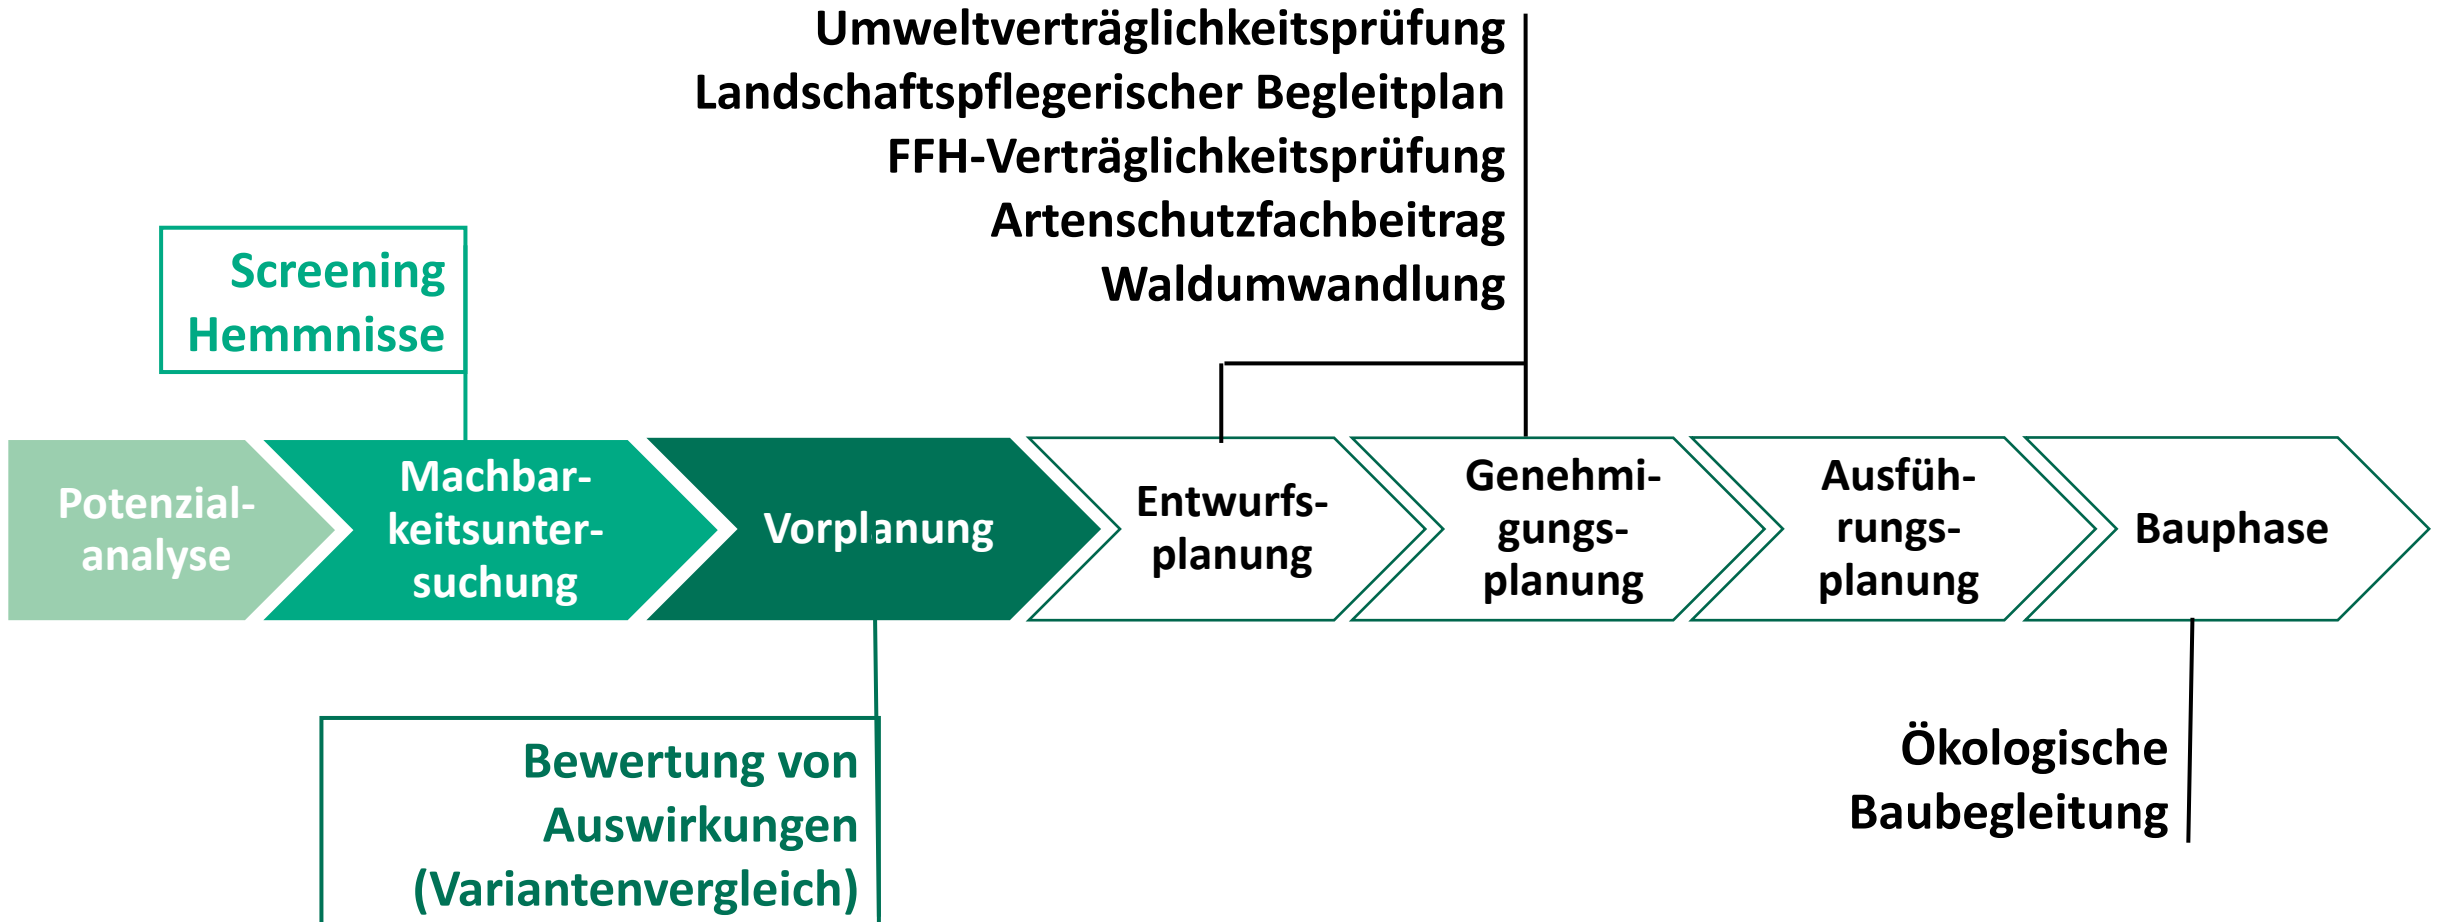 Umweltverträglichkeitsprüfung
Landschaftspflegerischer Begleitplan
FFH-Verträglichkeitsprüfung
Artenschutzfachbeitrag
Waldumwandlung
Screening
Hemmnisse
Potenzial-
analyse
Machbar-
keitsunter-
suchung
Vorplanung
Entwurfs-
planung
Genehmi-
gungs-
planung
Ausfüh-
rungs-
planung
Bauphase
Bewertung von
Auswirkungen
(Variantenvergleich)
Ökologische
Baubegleitung